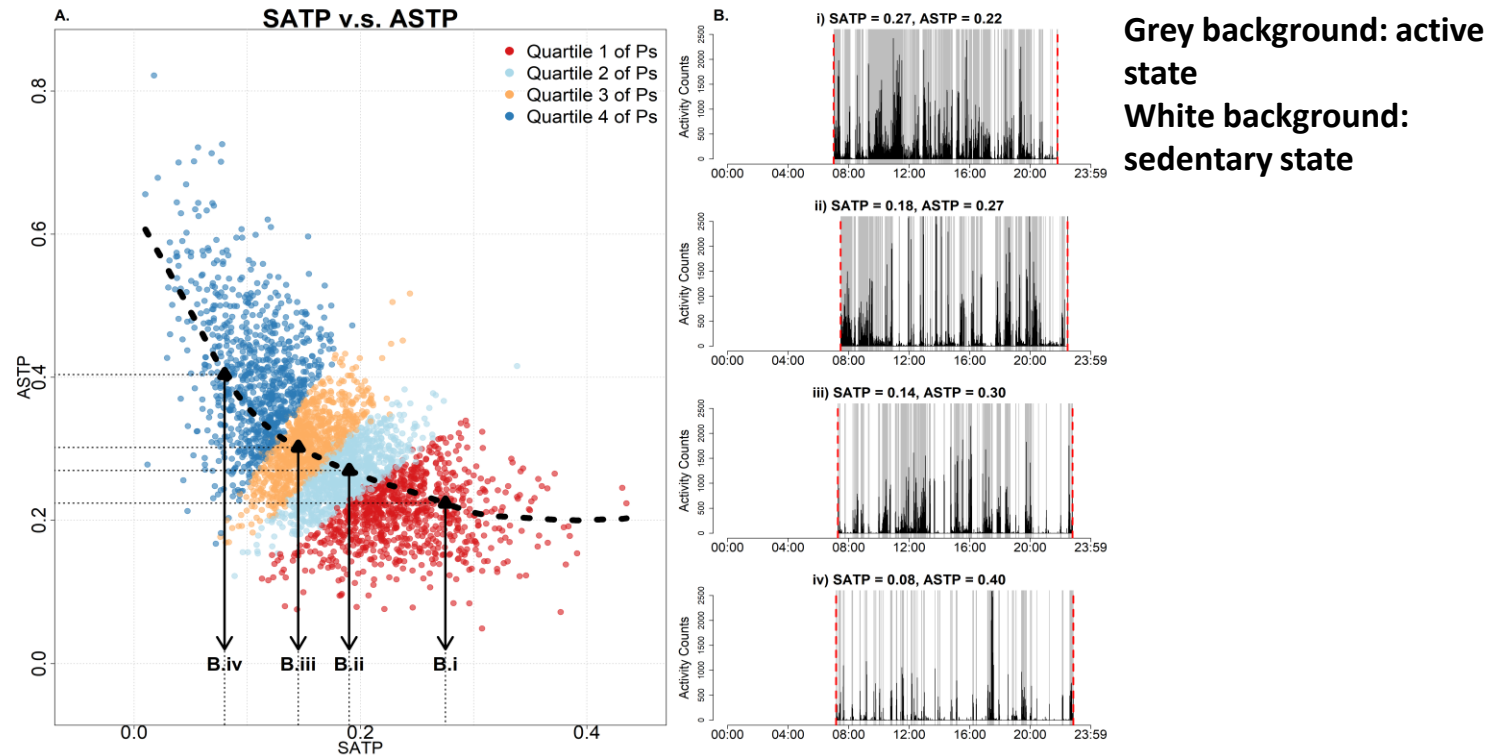 A.
SATP v.s. ASTP
Quartile 1 of Ps
Quartile 2 of Ps
Quartile 3 of Ps
Quartile 4 of Ps
ASTP
0.8
0.6
0.4
0.2
0.0
B.iv
B.iii
B.ii
B.i
0.0
0.2
0.4
SATP
B.
i) SATP = 0.27, ASTP = 0.22
Activity Counts
0 500 1000 1500 2000 2500
00:00 04:00 08:00 12:00 16:00 20:00 23:59
ii) SATP = 0.18, ASTP = 0.27
Activity Counts
0 500 1000 1500 2000 2500
00:00 04:00 08:00 12:00 16:00 20:00 23:59
iii) SATP = 0.14, ASTP = 0.30
Activity Counts
0 500 1000 1500 2000 2500
00:00 04:00 08:00 12:00 16:00 20:00 23:59
iv) SATP = 0.08, ASTP = 0.40
Activity Counts
0 500 1000 1500 2000 2500
00:00 04:00 08:00 12:00 16:00 20:00 23:59
Grey background: active
state
White background:
sedentary state